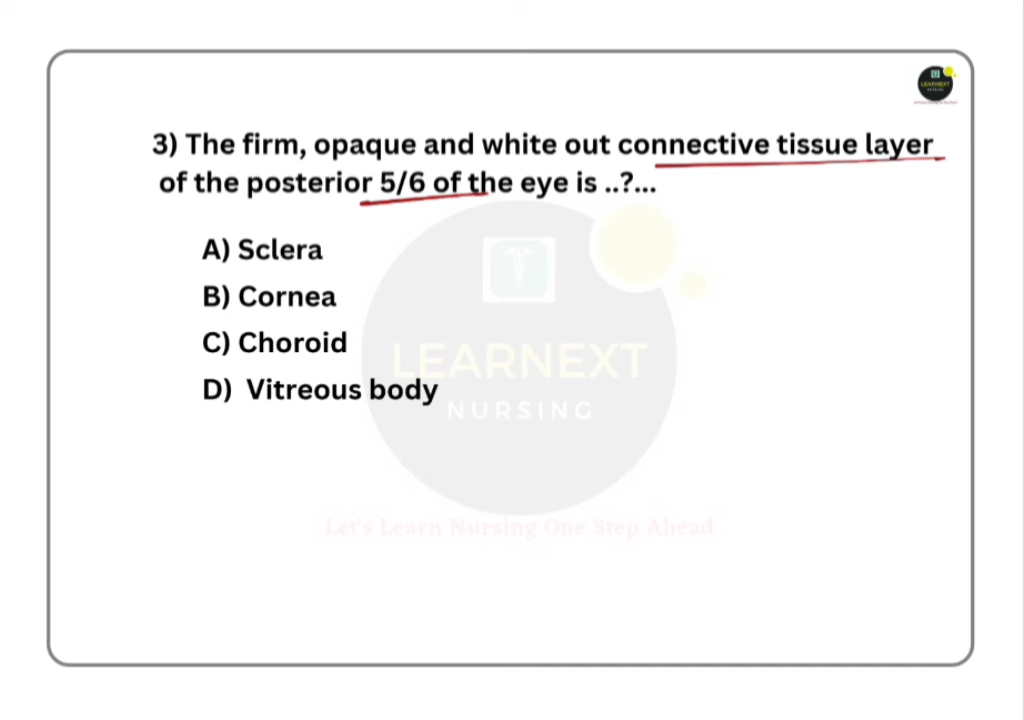 LEARNEXT
3) The firm, opaque and white out connective tissue layer
of the posterior 5/6 of the eye is ..?...
A) Sclera
B) Cornea
C) Choroid
D) Vitreous body
LEARNEXT
NURSING
Let's Learn Nursing One Step Ahead